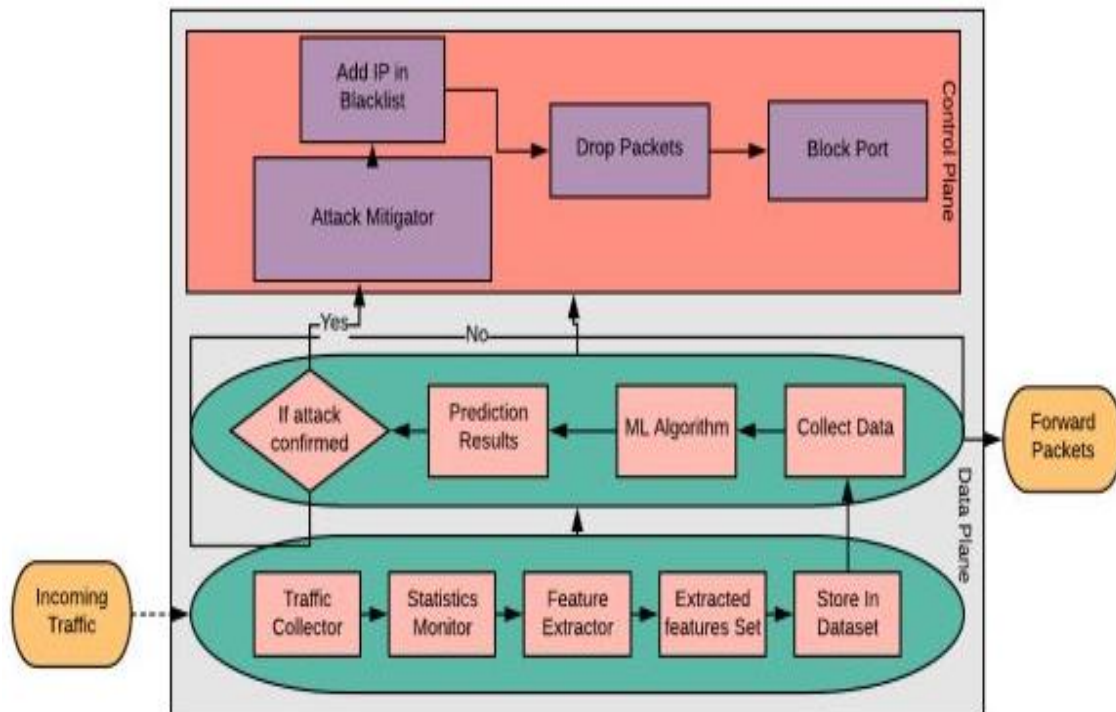 Add IP in
Blacklist
Drop Packets
Block Port
Attack Mitigator
Control Plane
Yes
No
If attack
confirmed
Prediction
Results
ML Algorithm
Collect Data
Forward
Packets
Data Plane
Incoming
Traffic
Traffic
Collector
Statistics
Monitor
Feature
Extractor
Extracted
features Set
Store In
Dataset